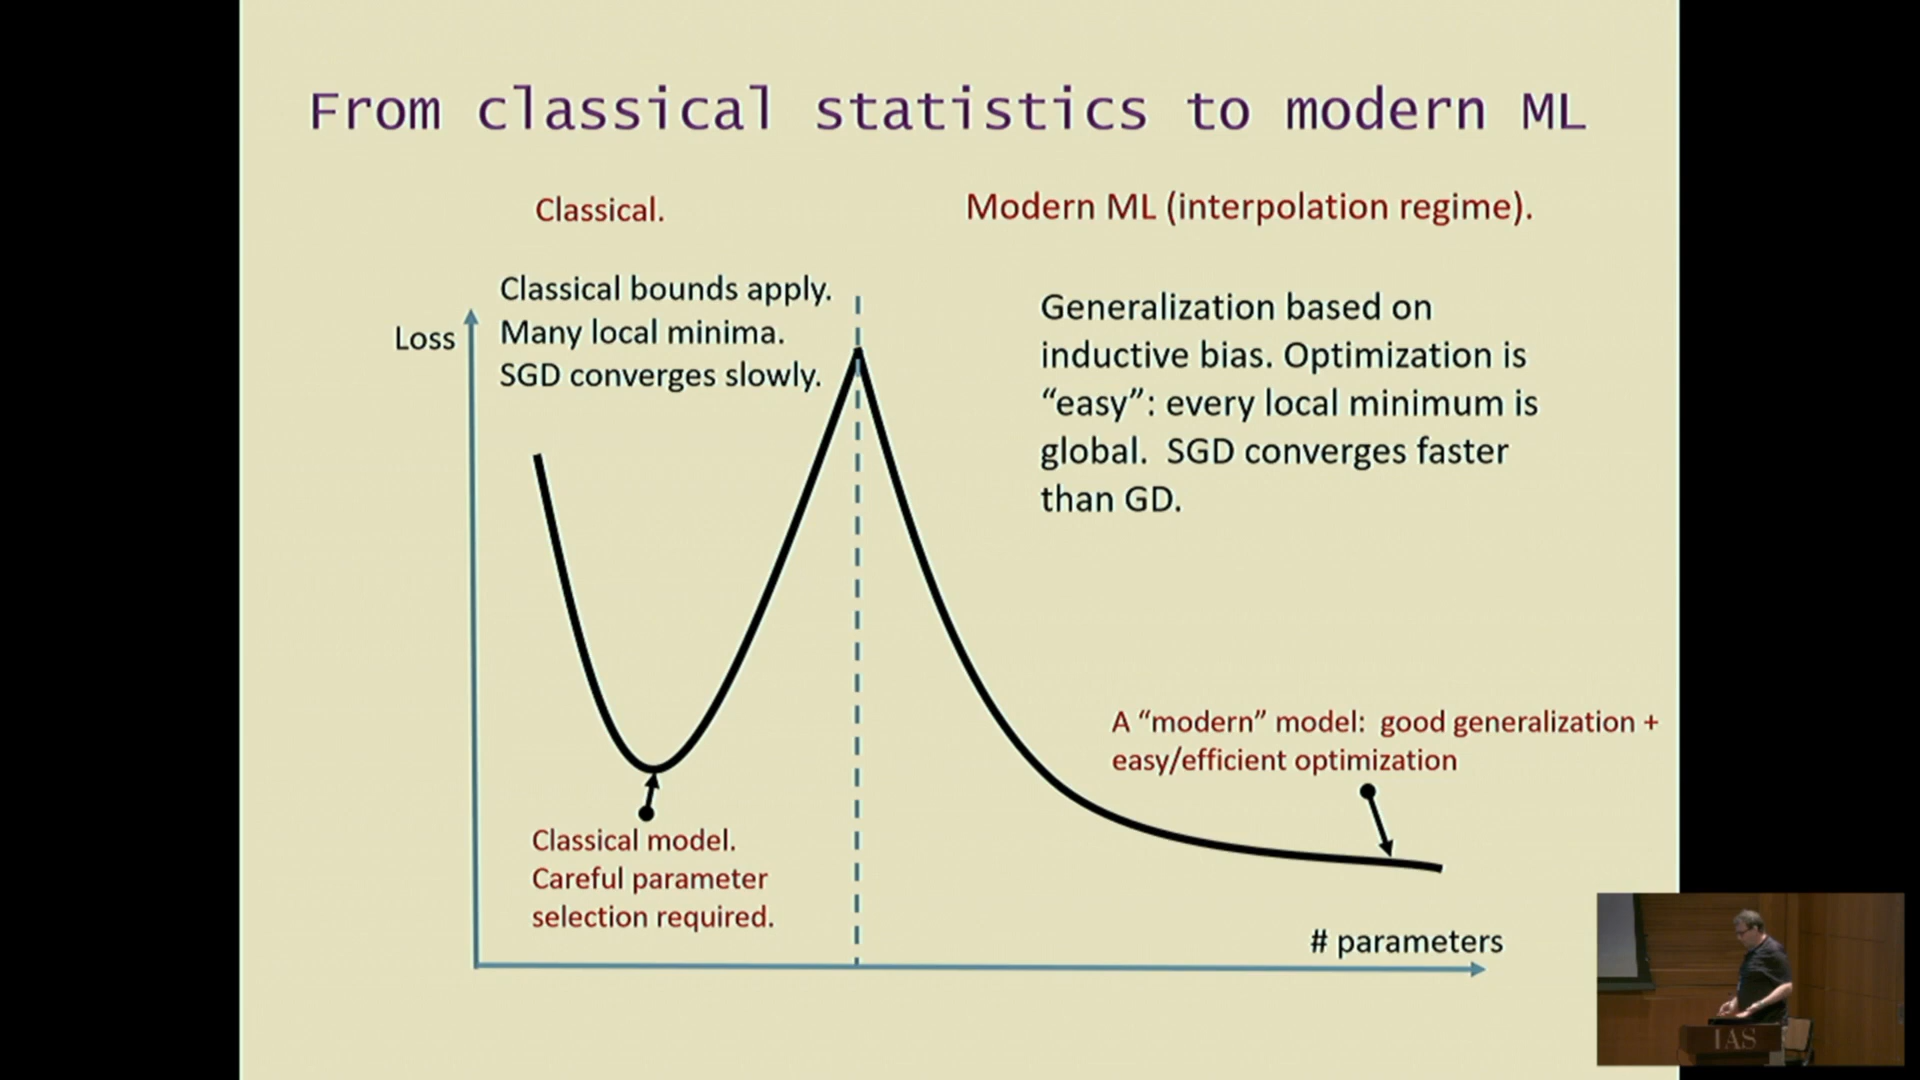 From classical statistics to modern ML
Classical.
Modern ML (interpolation regime).
Classical bounds apply.
Many local minima.
SGD converges slowly.
Loss
Generalization based on
inductive bias. Optimization is
“easy”: every local minimum is
global. SGD converges faster
than GD.
A “modern” model: good generalization +
easy/efficient optimization
Classical model.
Careful parameter
selection required.
# parameters
IAS